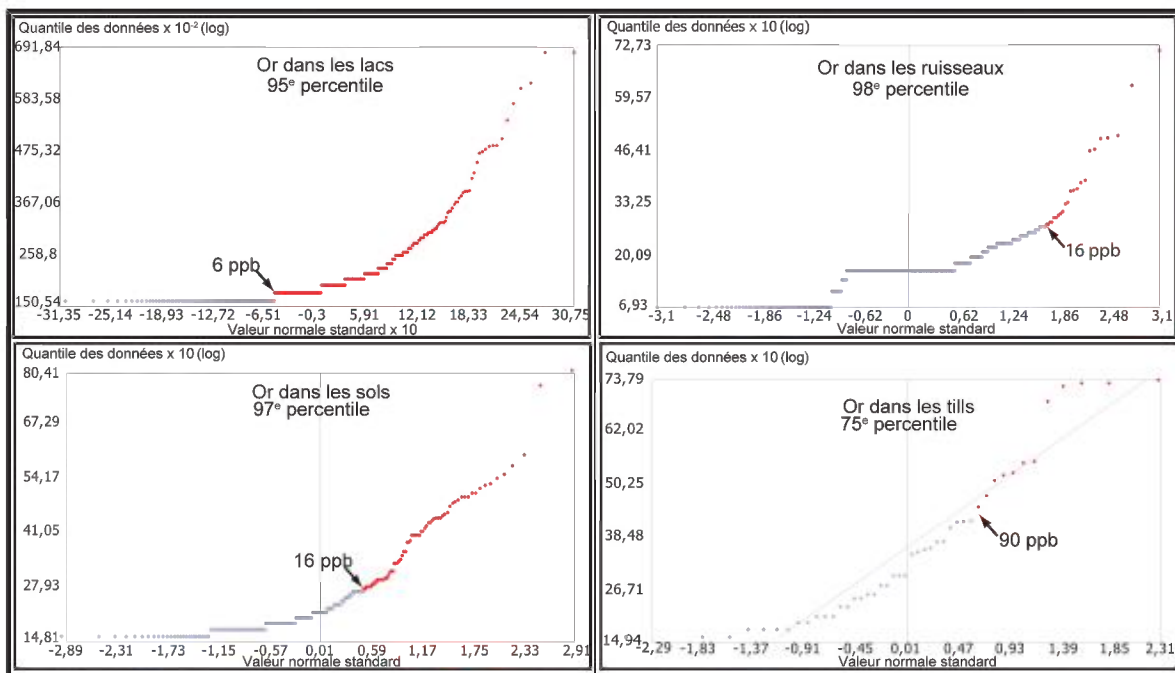 Quantile des données x 10⁻² (log)
691,84
Or dans les lacs
95ᵉ percentile
583,58
475,32
367,06
258,8
6 ppb
150,54
-31,35 -25,14 -18,93 -12,72 -6,51 -0,3 5,91 12,12 18,33 24,54 30,75
Valeur normale standard x 10
Quantile des données x 10 (log)
72,73
Or dans les ruisseaux
98ᵉ percentile
59,57
46,41
33,25
16 ppb
20,09
6,93
-3,1 -2,48 -1,86 -1,24 -0,62 0 0,62 1,24 1,86 2,48 3,1
Valeur normale standard
Quantile des données x 10 (log)
80,41
Or dans les sols
97ᵉ percentile
67,29
54,17
41,05
16 ppb
27,93
14,81
-2,89 -2,31 -1,73 -1,15 -0,57 0,01 0,59 1,17 1,75 2,33 2,91
Valeur normale standard
Quantile des données x 10 (log)
73,79
Or dans les tills
75ᵉ percentile
62,02
50,25
38,48
90 ppb
26,71
14,94
-2,29 -1,83 -1,37 -0,91 -0,45 0,01 0,47 0,93 1,39 1,85 2,31
Valeur normale standard